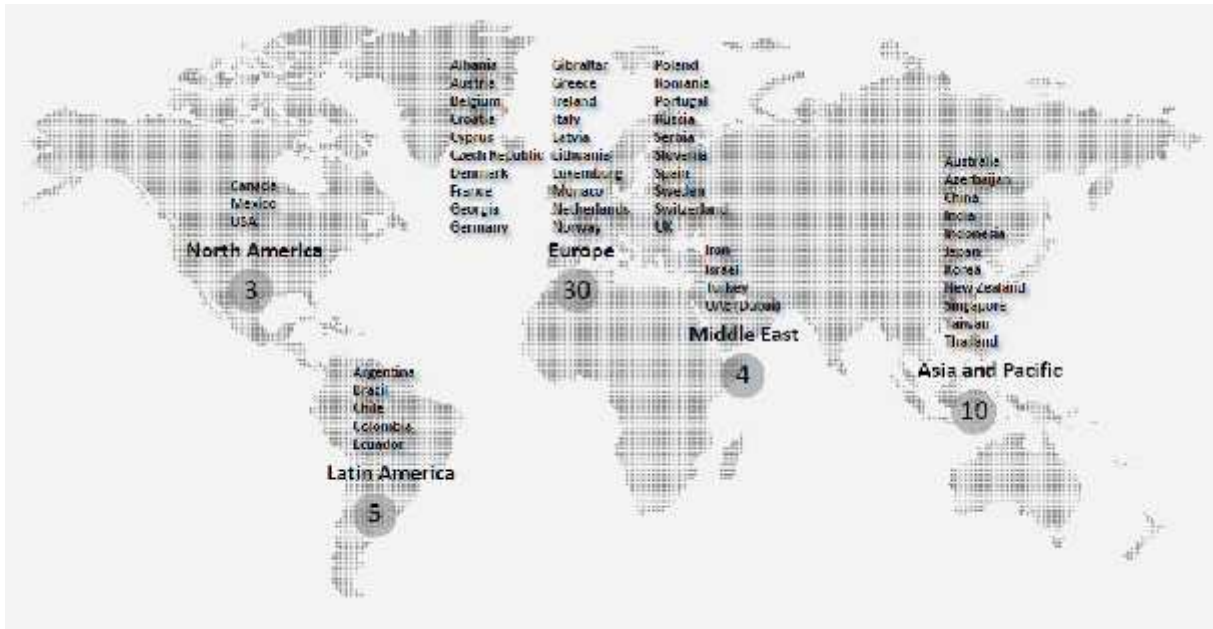 Albania
Austria
Belgium
Croatia
Cyprus
Czech Republic
Denmark
France
Georgia
Germany
Gibraltar
Greece
Ireland
Italy
Latvia
Lithuania
Luxemburg
Monaco
Netherlands
Norway
Poland
Romania
Portugal
Russia
Serbia
Slovenia
Spain
Sweden
Switzerland
UK
Europe
30
Canada
Mexico
USA
North America
3
Iran
Israel
Turkey
UAE (Dubai)
Middle East
4
Australia
Azerbaijan
China
India
Indonesia
Japan
Korea
New Zealand
Singapore
Taiwan
Thailand
Asia and Pacific
10
Argentina
Brazil
Chile
Colombia
Ecuador
Latin America
5